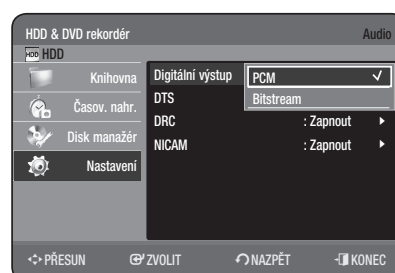 HDD & DVD rekordér Audio
HDD HDD
Knihovna
Časov. nahr.
Disk manažér
Nastavení
Digitální výstup PCM
Bitstream
DTS
DRC : Zapnout
NICAM : Zapnout
PŘESUN ZVOLIT NAZPĚT KONEC